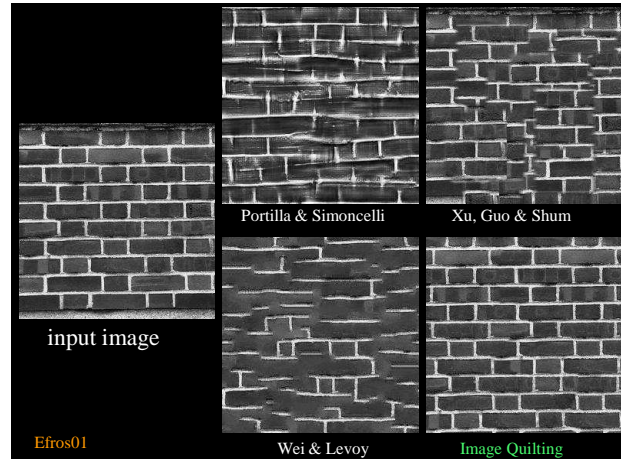 Portilla & Simoncelli
Xu, Guo & Shum
input image
Wei & Levoy
Image Quilting
Efros01